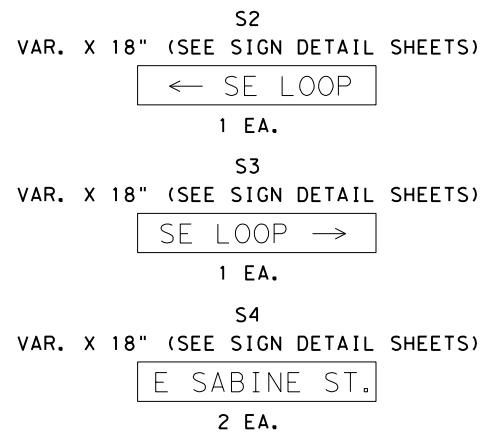 S2
VAR. X 18" (SEE SIGN DETAIL SHEETS)
← SE LOOP
1 EA.
S3
VAR. X 18" (SEE SIGN DETAIL SHEETS)
SE LOOP →
1 EA.
S4
VAR. X 18" (SEE SIGN DETAIL SHEETS)
E SABINE ST.
2 EA.